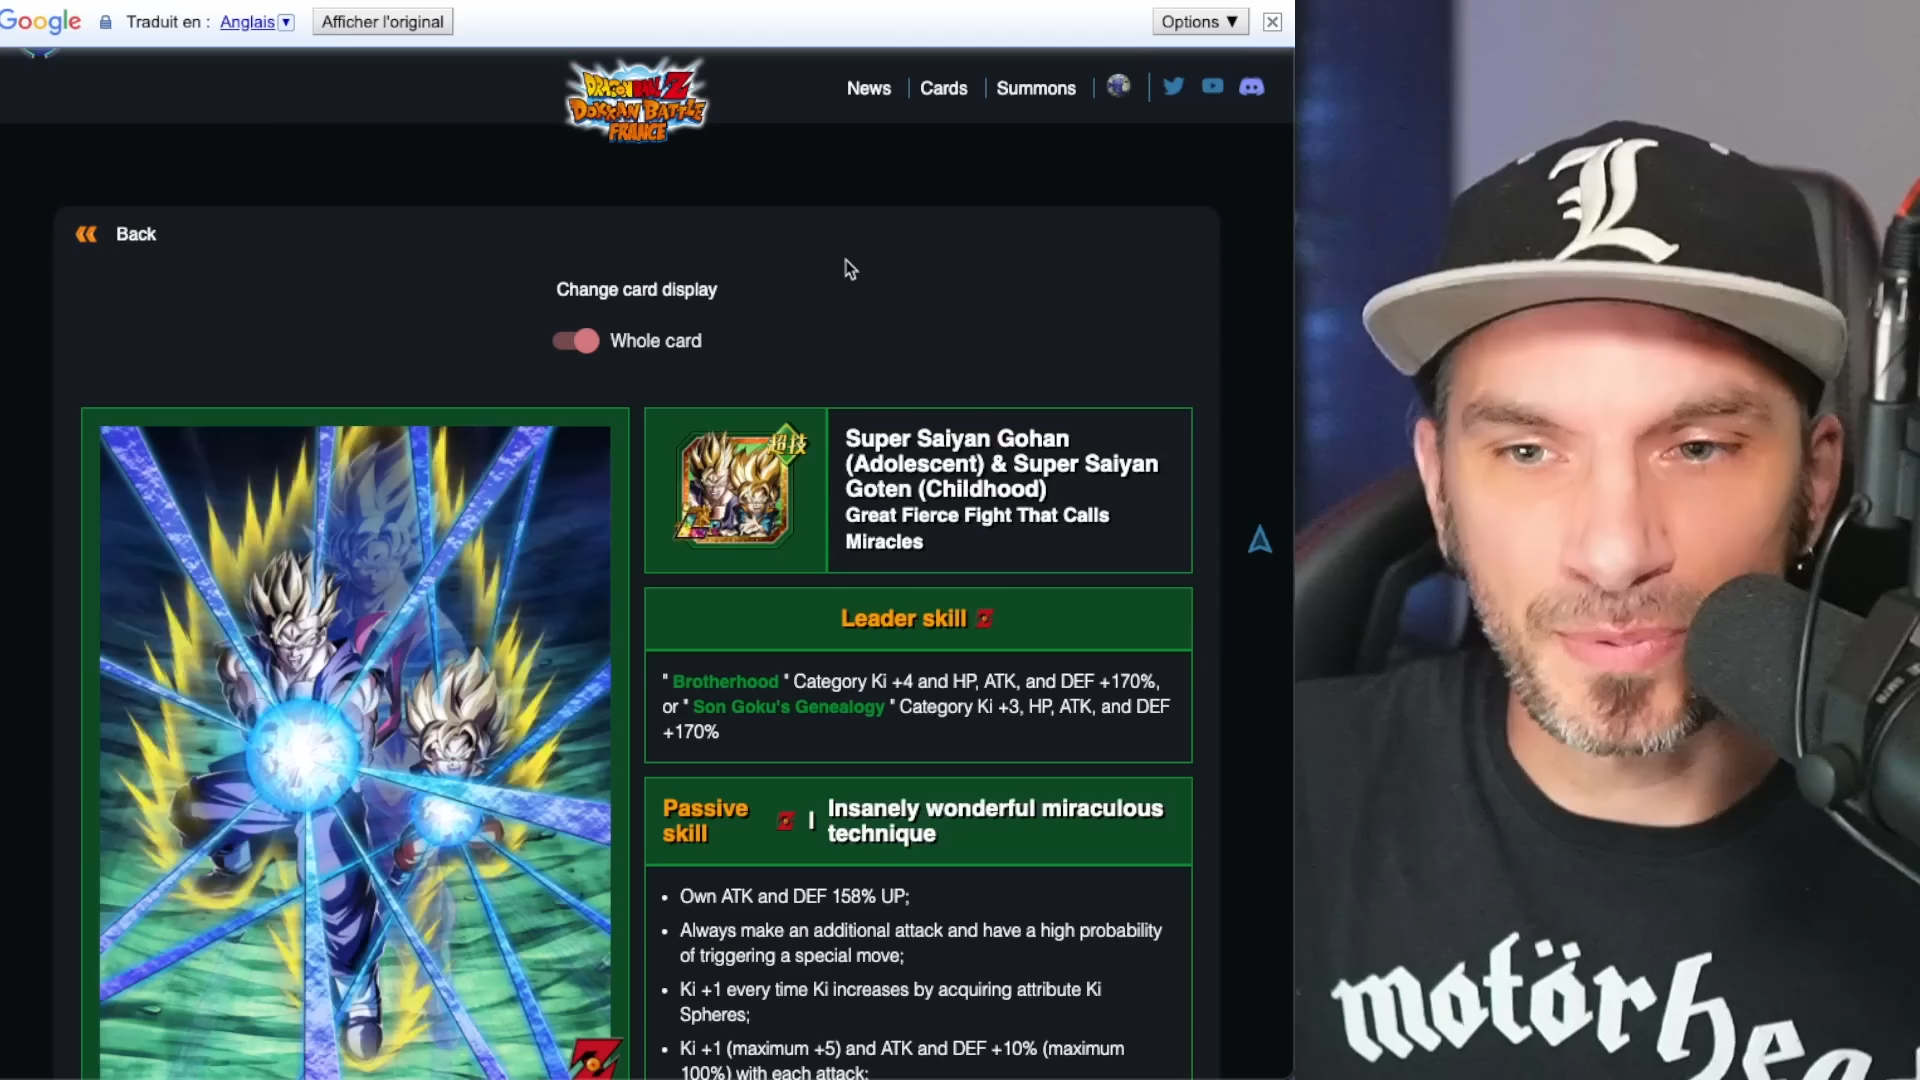 Google Traduit en : Anglais ▼ Afficher l'original Options ▼
DRAGON BALL Z
DOKKAN BATTLE
FRANCE
News Cards Summons
Back
Change card display
Whole card
超技
Super Saiyan Gohan
(Adolescent) & Super Saiyan
Goten (Childhood)
Great Fierce Fight That Calls
Miracles
Leader skill Z
" Brotherhood " Category Ki +4 and HP, ATK, and DEF +170%,
or " Son Goku's Genealogy " Category Ki +3, HP, ATK, and DEF
+170%
Passive
skill
Z | Insanely wonderful miraculous
technique
• Own ATK and DEF 158% UP;
• Always make an additional attack and have a high probability
of triggering a special move;
• Ki +1 every time Ki increases by acquiring attribute Ki
Spheres;
• Ki +1 (maximum +5) and ATK and DEF +10% (maximum
100%) with each attack;
Z
L
motörhea